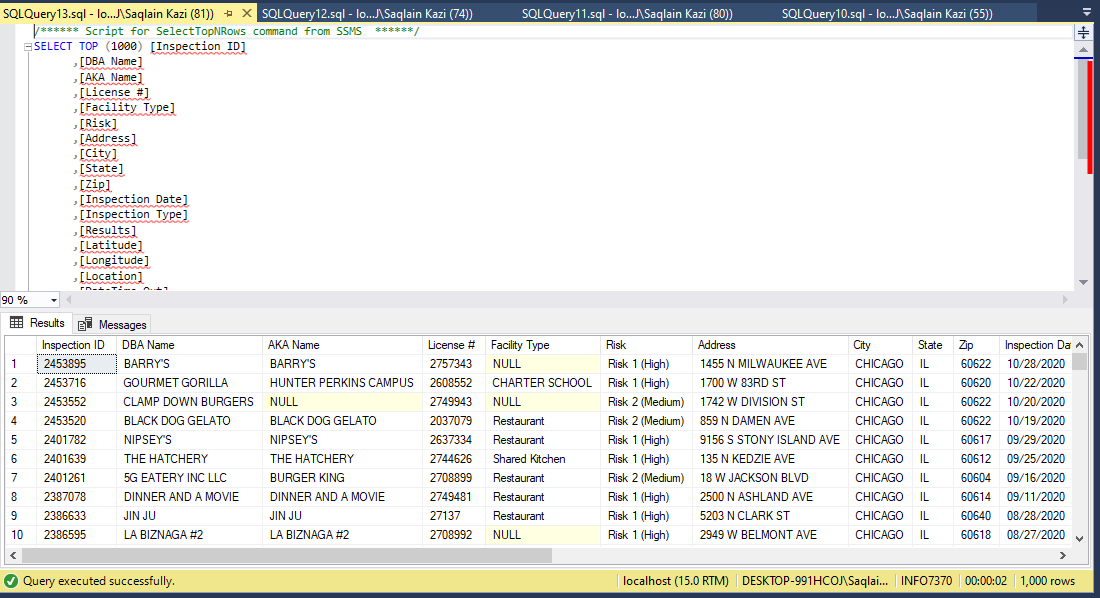 SQLQuery13.sql - lo...J\Saqlain Kazi (81)) SQLQuery12.sql - lo...J\Saqlain Kazi (74)) SQLQuery11.sql - lo...J\Saqlain Kazi (80)) SQLQuery10.sql - lo...J\Saqlain Kazi (55))
/****** Script for SelectTopNRows command from SSMS ******/
SELECT TOP (1000) [Inspection ID]
,[DBA Name]
,[AKA Name]
,[License #]
,[Facility Type]
,[Risk]
,[Address]
,[City]
,[State]
,[Zip]
,[Inspection Date]
,[Inspection Type]
,[Results]
,[Latitude]
,[Longitude]
,[Location]
,[DateTime Out]
90 %
Results Messages
Inspection ID DBA Name AKA Name License # Facility Type Risk Address City State Zip Inspection Dat
1 2453895 BARRY'S BARRY'S 2757343 NULL Risk 1 (High) 1455 N MILWAUKEE AVE CHICAGO IL 60622 10/28/2020
2 2453716 GOURMET GORILLA HUNTER PERKINS CAMPUS 2608552 CHARTER SCHOOL Risk 1 (High) 1700 W 83RD ST CHICAGO IL 60620 10/22/2020
3 2453552 CLAMP DOWN BURGERS NULL 2749943 NULL Risk 2 (Medium) 1742 W DIVISION ST CHICAGO IL 60622 10/20/2020
4 2453520 BLACK DOG GELATO BLACK DOG GELATO 2037079 Restaurant Risk 2 (Medium) 859 N DAMEN AVE CHICAGO IL 60622 10/19/2020
5 2401782 NIPSEY'S NIPSEY'S 2637334 Restaurant Risk 1 (High) 9156 S STONY ISLAND AVE CHICAGO IL 60617 09/29/2020
6 2401639 THE HATCHERY THE HATCHERY 2744626 Shared Kitchen Risk 1 (High) 135 N KEDZIE AVE CHICAGO IL 60612 09/25/2020
7 2401261 5G EATERY INC LLC BURGER KING 2708899 Restaurant Risk 2 (Medium) 18 W JACKSON BLVD CHICAGO IL 60604 09/16/2020
8 2387078 DINNER AND A MOVIE DINNER AND A MOVIE 2749481 Restaurant Risk 1 (High) 2500 N ASHLAND AVE CHICAGO IL 60614 09/11/2020
9 2386633 JIN JU JIN JU 27137 Restaurant Risk 1 (High) 5203 N CLARK ST CHICAGO IL 60640 08/28/2020
10 2386595 LA BIZNAGA #2 LA BIZNAGA #2 2708992 NULL Risk 1 (High) 2949 W BELMONT AVE CHICAGO IL 60618 08/27/2020
Query executed successfully. localhost (15.0 RTM) DESKTOP-991HCOJ\Saqlai... INFO7370 00:00:02 1,000 rows